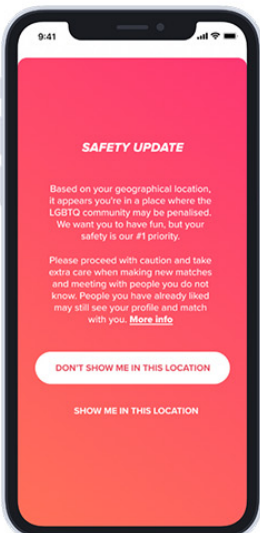 9:41
SAFETY UPDATE
Based on your geographical location,
it appears you're in a place where the
LGBTQ community may be penalised.
We want you to have fun, but your
safety is our #1 priority.
Please proceed with caution and take
extra care when making new matches
and meeting with people you do not
know. People you have already liked
may still see your profile and match
with you. More info
DON'T SHOW ME IN THIS LOCATION
SHOW ME IN THIS LOCATION